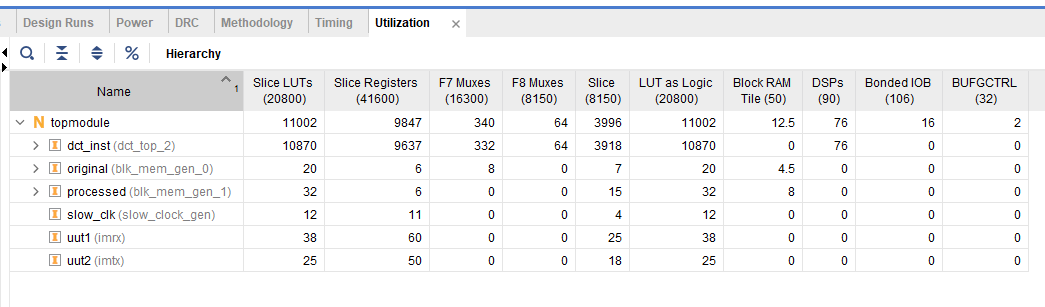 Design Runs Power DRC Methodology Timing Utilization ×
% Hierarchy
Name 1 Slice LUTs (20800) Slice Registers (41600) F7 Muxes (16300) F8 Muxes (8150) Slice (8150) LUT as Logic (20800) Block RAM Tile (50) DSPs (90) Bonded IOB (106) BUFGCTRL (32)
N topmodule 11002 9847 340 64 3996 11002 12.5 76 16 2
I dct_inst (dct_top_2) 10870 9637 332 64 3918 10870 0 76 0 0
I original (blk_mem_gen_0) 20 6 8 0 7 20 4.5 0 0 0
I processed (blk_mem_gen_1) 32 6 0 0 15 32 8 0 0 0
I slow_clk (slow_clock_gen) 12 11 0 0 4 12 0 0 0 0
I uut1 (imrx) 38 60 0 0 25 38 0 0 0 0
I uut2 (imtx) 25 50 0 0 18 25 0 0 0 0